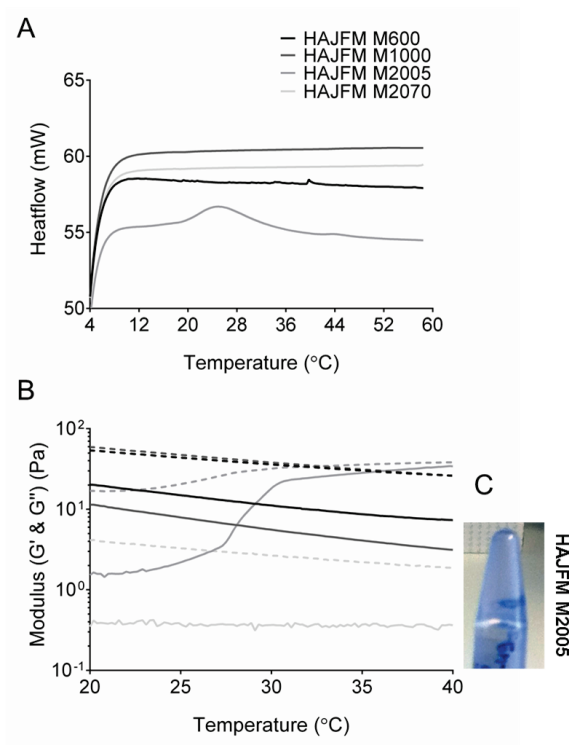 A
HAJFM M600
HAJFM M1000
HAJFM M2005
HAJFM M2070
65
60
55
50
Heatflow (mW)
4 12 20 28 36 44 52 60
Temperature (°C)
B
10²
10¹
10⁰
10⁻¹
Modulus (G' & G") (Pa)
20 25 30 35 40
Temperature (°C)
C
HAJFM M2005